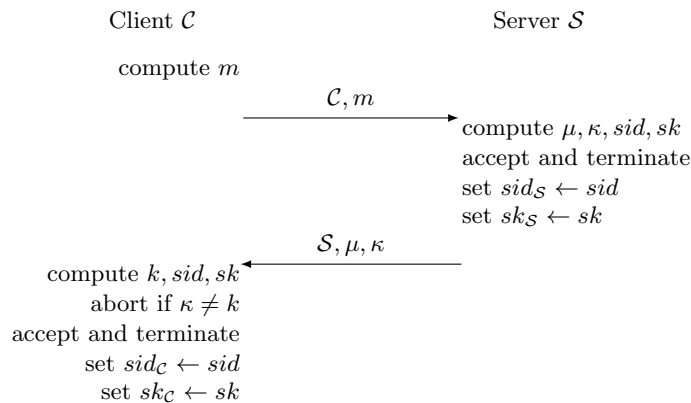 Client 𝒞 Server 𝒮
compute m
𝒞, m
compute μ, κ, sid, sk
accept and terminate
set sid_𝒮 ← sid
set sk_𝒮 ← sk
𝒮, μ, κ
compute k, sid, sk
abort if κ ≠ k
accept and terminate
set sid_𝒞 ← sid
set sk_𝒞 ← sk